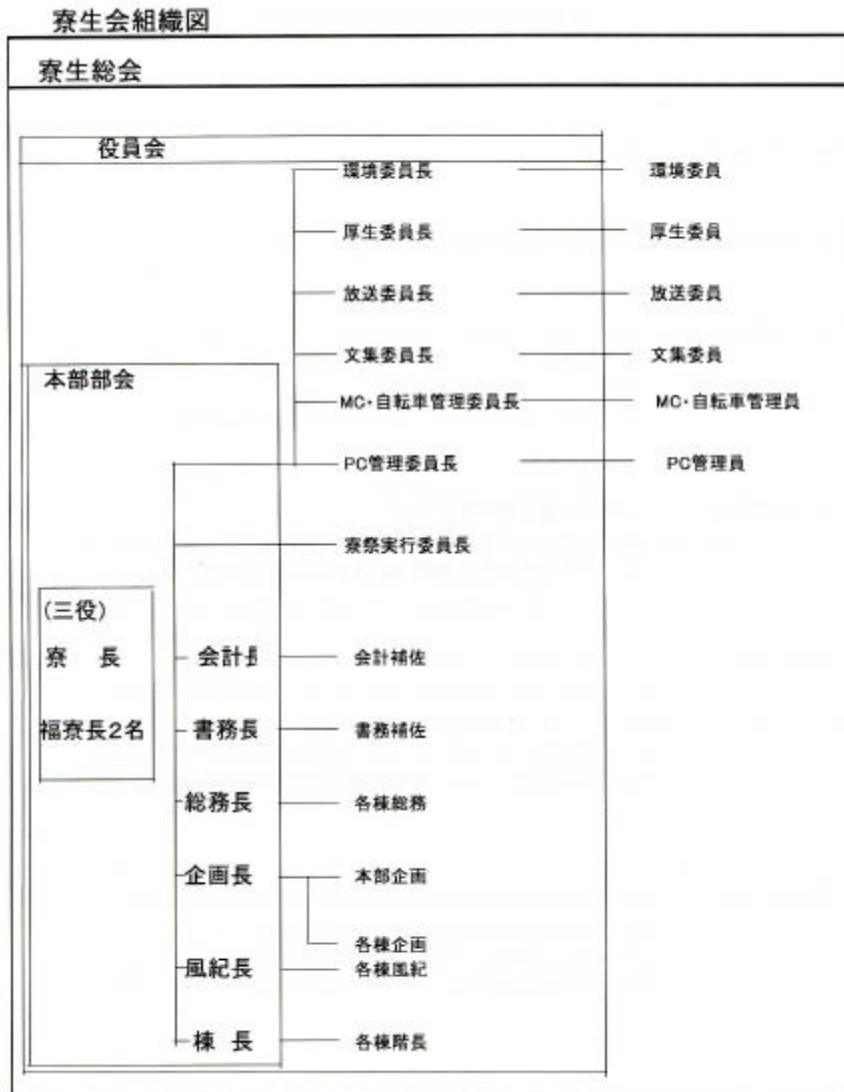 寮生会組織図
寮生総会
役員会
環境委員長 環境委員
厚生委員長 厚生委員
放送委員長 放送委員
文集委員長 文集委員
本部部会
MC・自転車管理委員長 MC・自転車管理員
PC管理委員長 PC管理員
寮祭実行委員長
(三役)
寮 長 会計長 会計補佐
福寮長2名 書務長 書務補佐
総務長 各棟総務
企画長 本部企画
各棟企画
風紀長 各棟風紀
棟 長 各棟階長